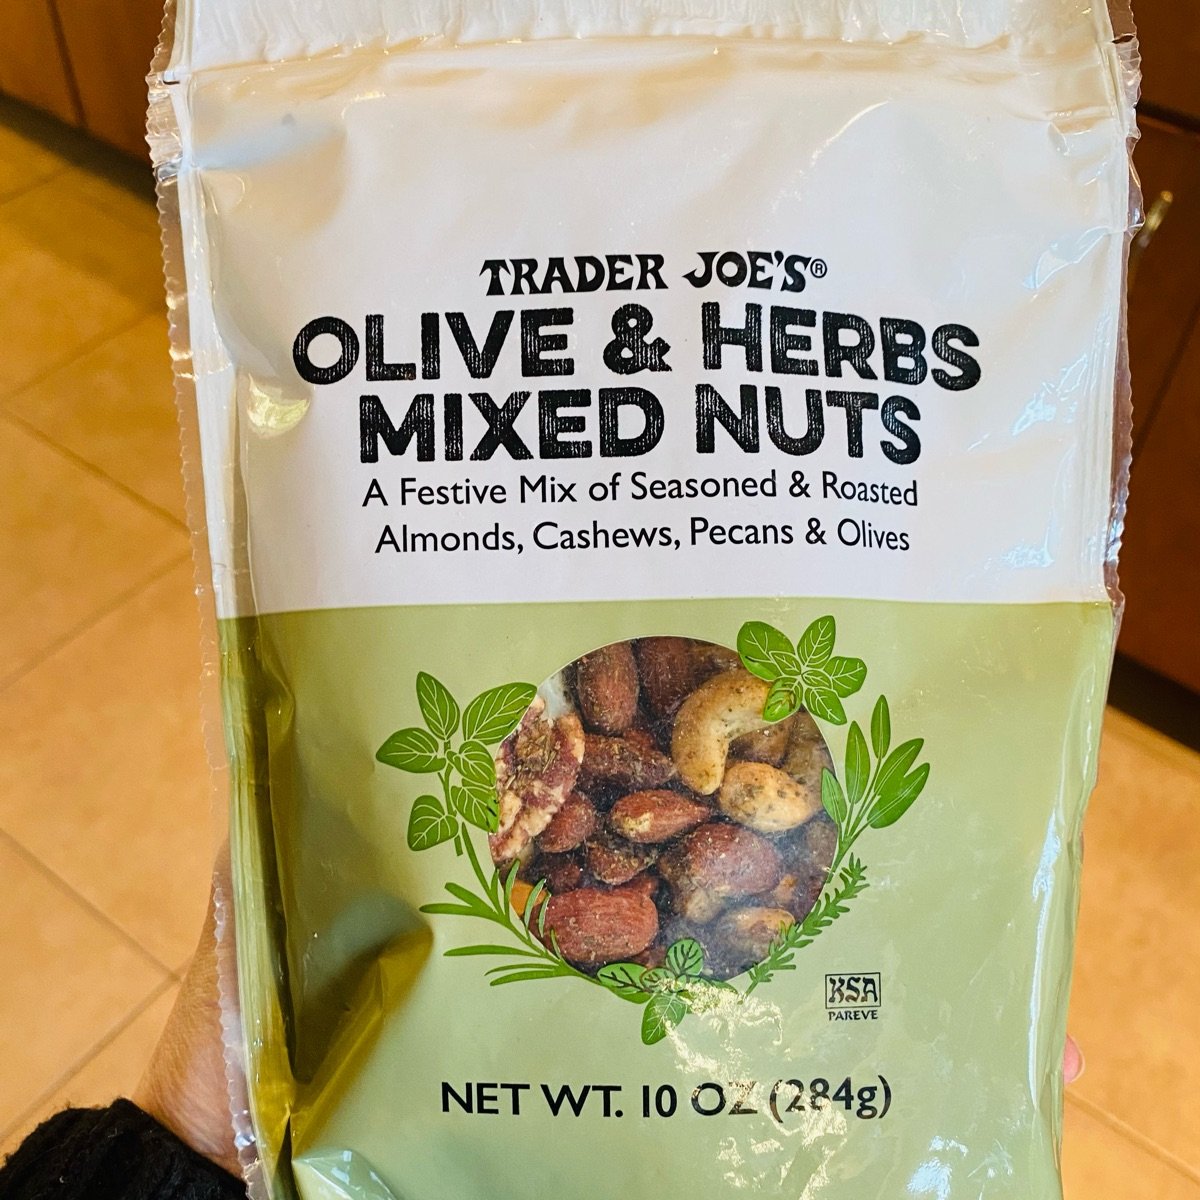 TRADER JOE'S®
OLIVE & HERBS
MIXED NUTS
A Festive Mix of Seasoned & Roasted
Almonds, Cashews, Pecans & Olives
KSA
PAREVE
NET WT. 10 OZ (284g)